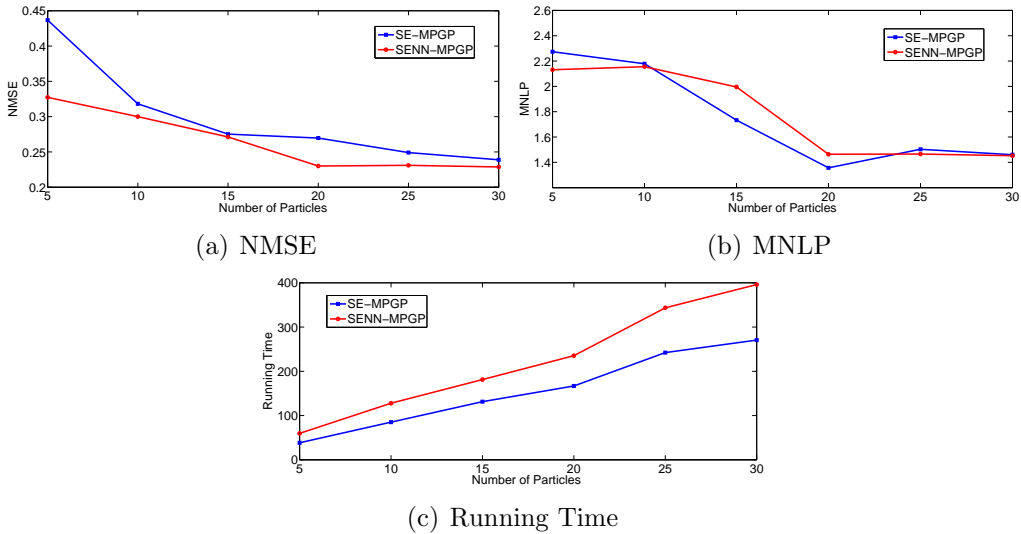 0.45
0.4
0.35
0.3
0.25
0.2
NMSE
SE-MPGP
SENN-MPGP
5 10 15 20 25 30
Number of Particles
(a) NMSE
2.6
2.4
2.2
2
1.8
1.6
1.4
MNLP
SE-MPGP
SENN-MPGP
5 10 15 20 25 30
Number of Particles
(b) MNLP
400
300
200
100
0
Running Time
SE-MPGP
SENN-MPGP
5 10 15 20 25 30
Number of Particles
(c) Running Time